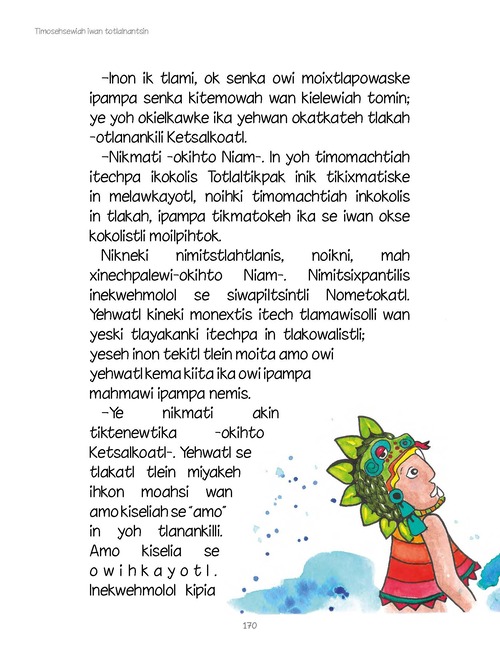 Timosehsewiah iwan totlalnantsin
–Inon ik tlami, ok senka owi moixtlapowaske
ipampa senka kitemowah wan kielewiah tomin;
ye yoh okielkawke ika yehwan okatkateh tlakah
-otlanankili Ketsalkoatl.
–Nikmati -okihto Niam-. In yoh timomachtiah
itechpa ikokolis Totlaltikpak inik tikixmatiske
in melawkayotl, noihki timomachtiah inkokolis
in tlakah, ipampa tikmatokeh ika se iwan okse
kokolistli moilpihtok.
Nikneki nimitstlahtlanis, noikni, mah
xinechpalewi-okihto Niam-. Nimitsixpantilis
inekwehmolol se siwapiltsintli Nometokatl.
Yehwatl kineki monextis itech tlamawisolli wan
yeski tlayakanki itechpa in tlakowalistli;
yeseh inon tekitl tlein moita amo owi
yehwatl kema kiita ika owi ipampa
mahmawi ipampa nemis.
–Ye nikmati akin
tiktenewtika -okihto
Ketsalkoatl-. Yehwatl se
tlakatl tlein miyakeh
ihkon moahsi wan
amo kiseliah se "amo"
in yoh tlanankilli.
Amo kiselia se
owihkayotl.
Inekwehmolol kipia
170